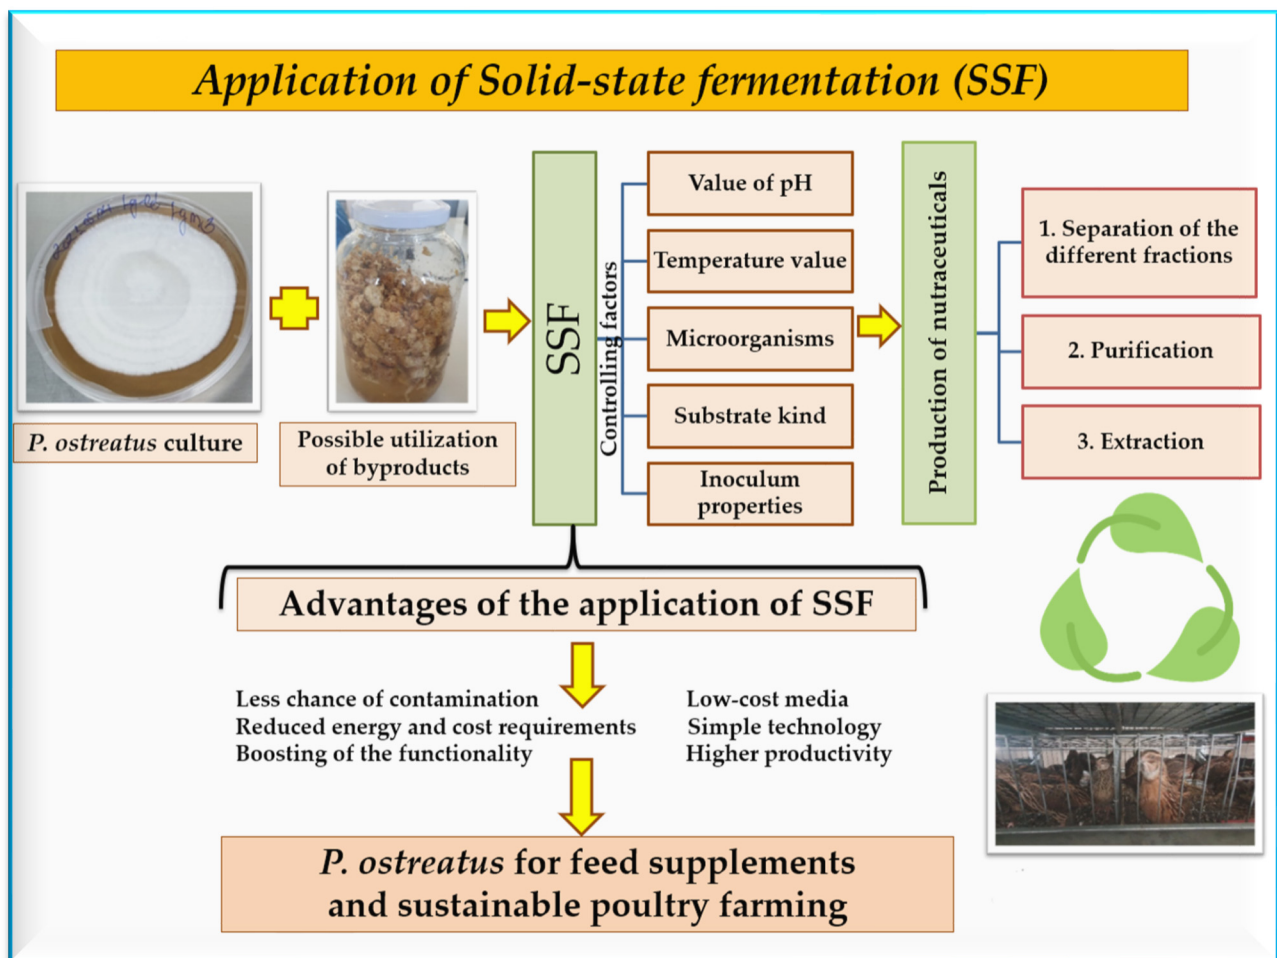 Application of Solid-state fermentation (SSF)
P. ostreatus culture
Possible utilization
of byproducts
SSF
Controlling factors
Value of pH
Temperature value
Microorganisms
Substrate kind
Inoculum
properties
Production of nutraceuticals
1. Separation of the
different fractions
2. Purification
3. Extraction
Advantages of the application of SSF
Less chance of contamination
Reduced energy and cost requirements
Boosting of the functionality
Low-cost media
Simple technology
Higher productivity
P. ostreatus for feed supplements
and sustainable poultry farming